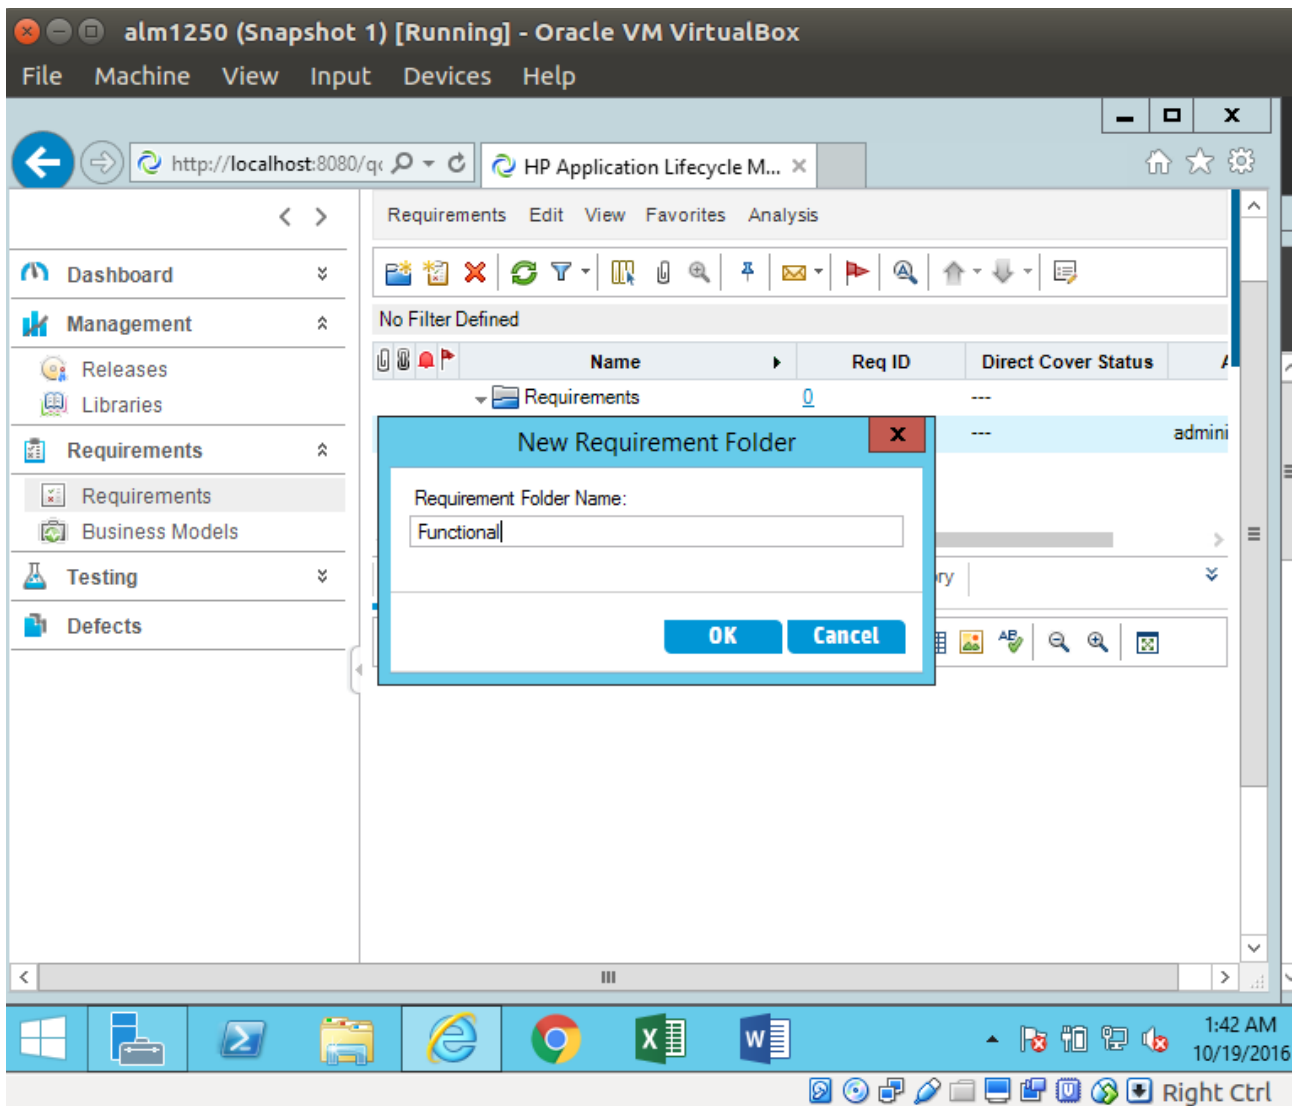 alm1250 (Snapshot 1) [Running] - Oracle VM VirtualBox
File Machine View Input Devices Help
http://localhost:8080/qc
HP Application Lifecycle M...
Requirements Edit View Favorites Analysis
Dashboard
Management
Releases
Libraries
Requirements
Requirements
Business Models
Testing
Defects
No Filter Defined
Name Req ID Direct Cover Status
Requirements 0 ---
--- admini
New Requirement Folder
Requirement Folder Name:
Functional
OK Cancel
ry
1:42 AM
10/19/2016
Right Ctrl